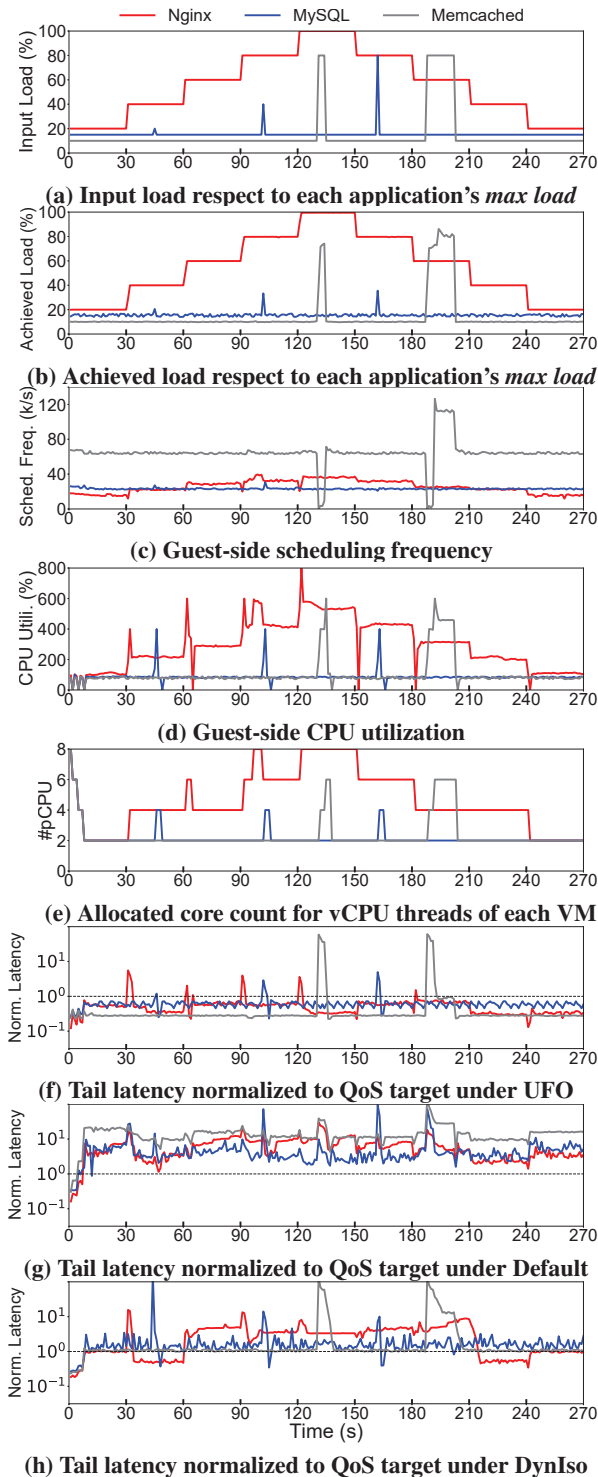 Nginx MySQL Memcached
Input Load (%)
100
80
60
40
20
0
0 30 60 90 120 150 180 210 240 270
(a) Input load respect to each application's max load
Achieved Load (%)
100
80
60
40
20
0
0 30 60 90 120 150 180 210 240 270
(b) Achieved load respect to each application's max load
Sched. Freq. (k/s)
120
80
40
0
0 30 60 90 120 150 180 210 240 270
(c) Guest-side scheduling frequency
CPU Utili. (%)
800
600
400
200
0
0 30 60 90 120 150 180 210 240 270
(d) Guest-side CPU utilization
#pCPU
8
6
4
2
0
0 30 60 90 120 150 180 210 240 270
(e) Allocated core count for vCPU threads of each VM
Norm. Latency
10¹
10⁰
10⁻¹
0 30 60 90 120 150 180 210 240 270
(f) Tail latency normalized to QoS target under UFO
Norm. Latency
10¹
10⁰
10⁻¹
0 30 60 90 120 150 180 210 240 270
(g) Tail latency normalized to QoS target under Default
Norm. Latency
10¹
10⁰
10⁻¹
0 30 60 90 120 150 180 210 240 270
Time (s)
(h) Tail latency normalized to QoS target under DynIso